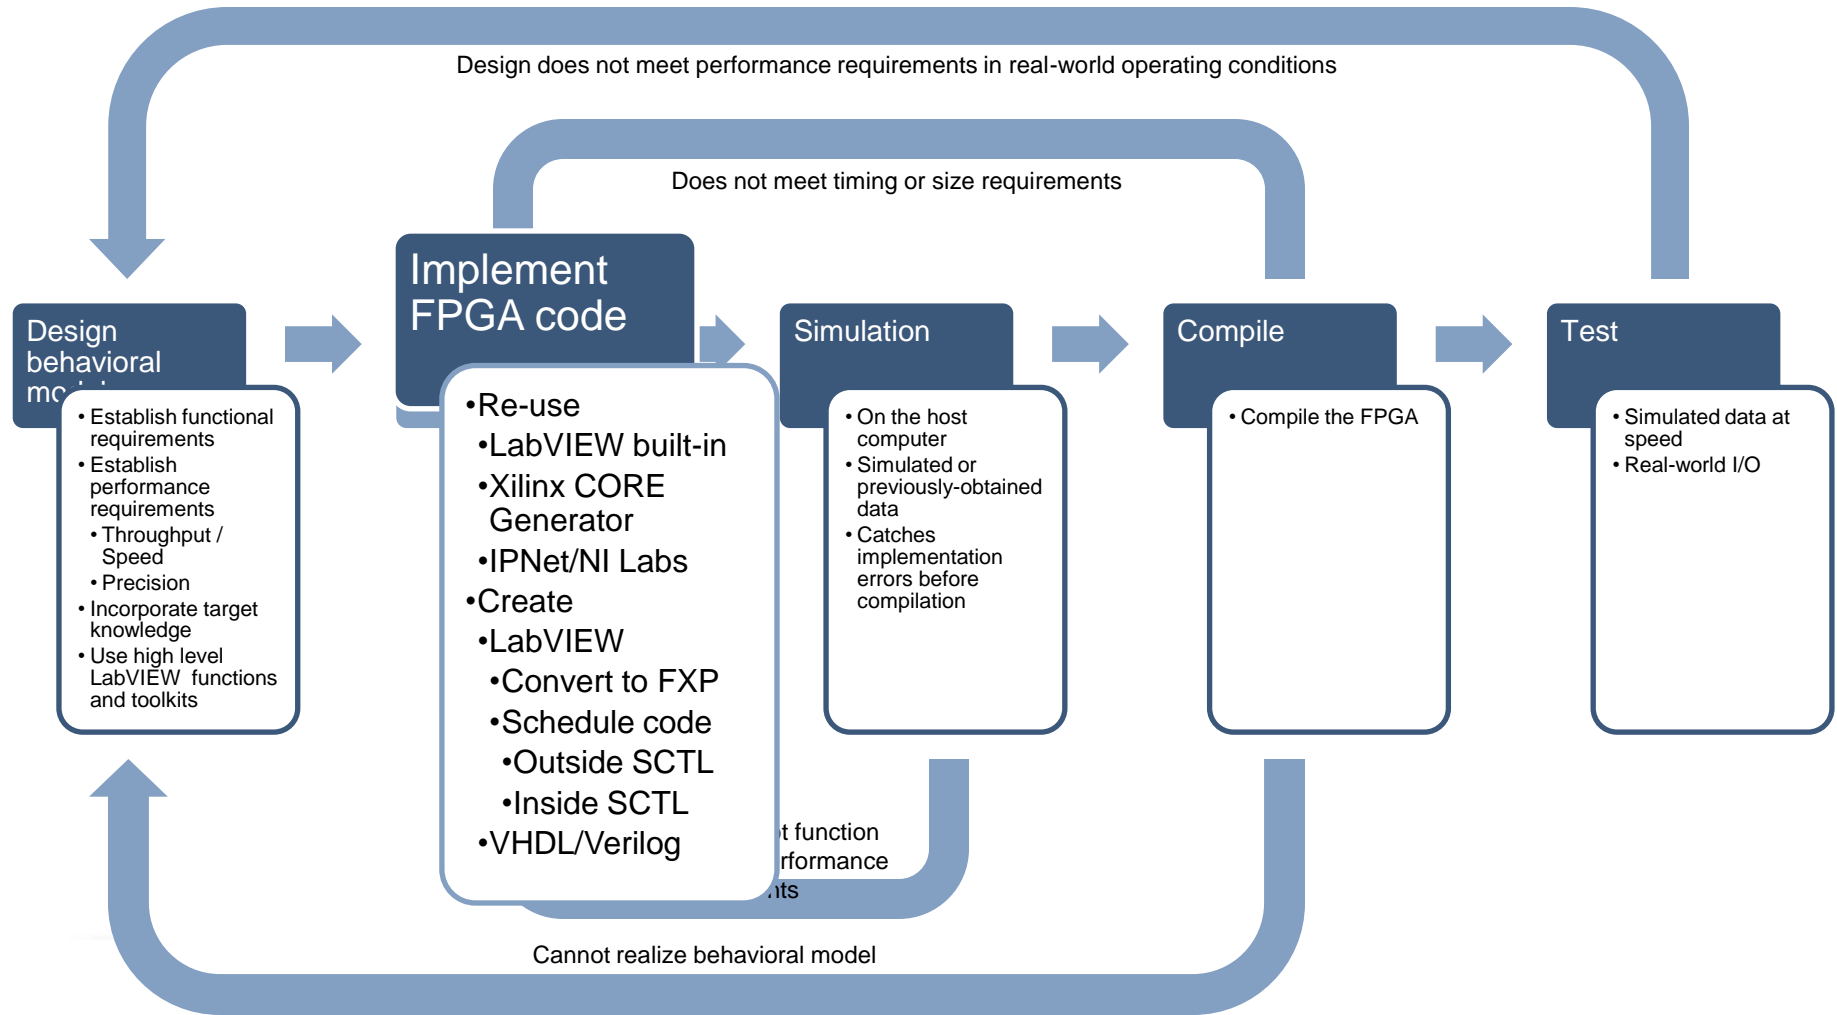 Design does not meet performance requirements in real-world operating conditions
Does not meet timing or size requirements
Design
behavioral
• Establish functional
requirements
• Establish
performance
requirements
• Throughput /
Speed
• Precision
• Incorporate target
knowledge
• Use high level
LabVIEW functions
and toolkits
Implement
FPGA code
•Re-use
•LabVIEW built-in
•Xilinx CORE
Generator
•IPNet/NI Labs
•Create
•LabVIEW
•Convert to FXP
•Schedule code
•Outside SCTL
•Inside SCTL
•VHDL/Verilog
Simulation
• On the host
computer
• Simulated or
previously-obtained
data
• Catches
implementation
errors before
compilation
Compile
• Compile the FPGA
Test
• Simulated data at
speed
• Real-world I/O
function
Cannot realize behavioral model